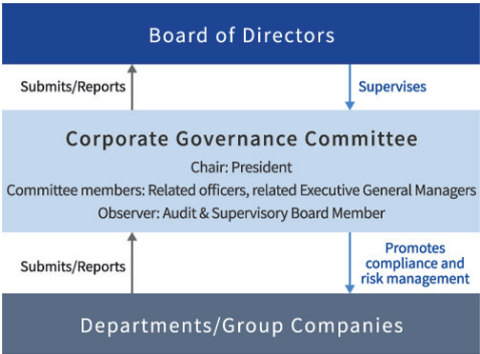 Board of Directors
Submits/Reports
Supervises
Corporate Governance Committee
Chair: President
Committee members: Related officers, related Executive General Managers
Observer: Audit & Supervisory Board Member
Submits/Reports
Promotes
compliance and
risk management
Departments/Group Companies